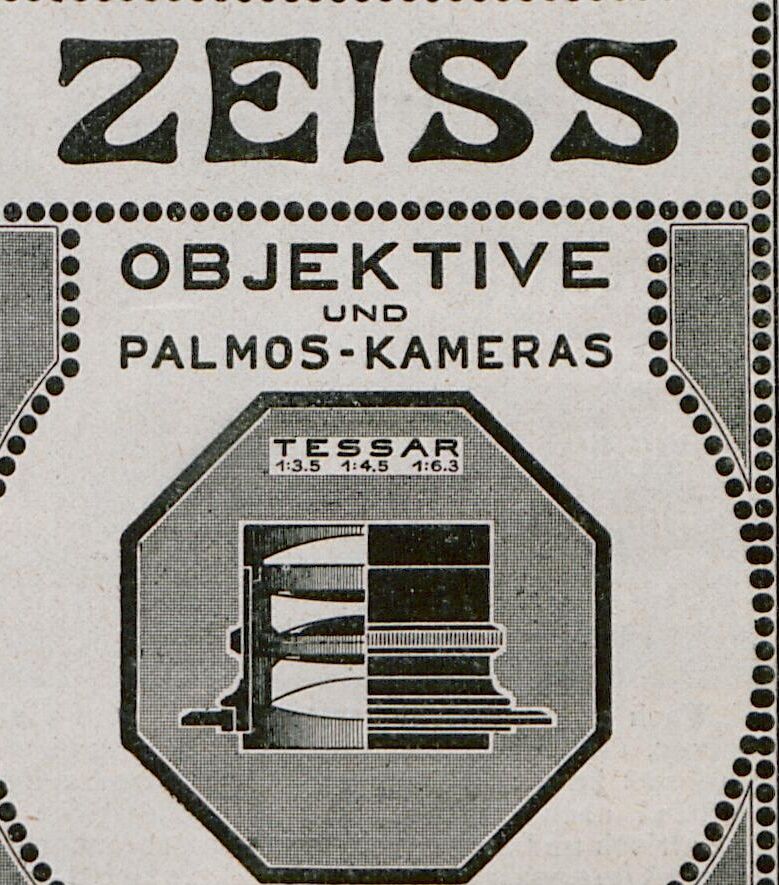 ZEISS
OBJEKTIVE
UND
PALMOS-KAMERAS
TESSAR
1:3.5 1:4.5 1:6.3